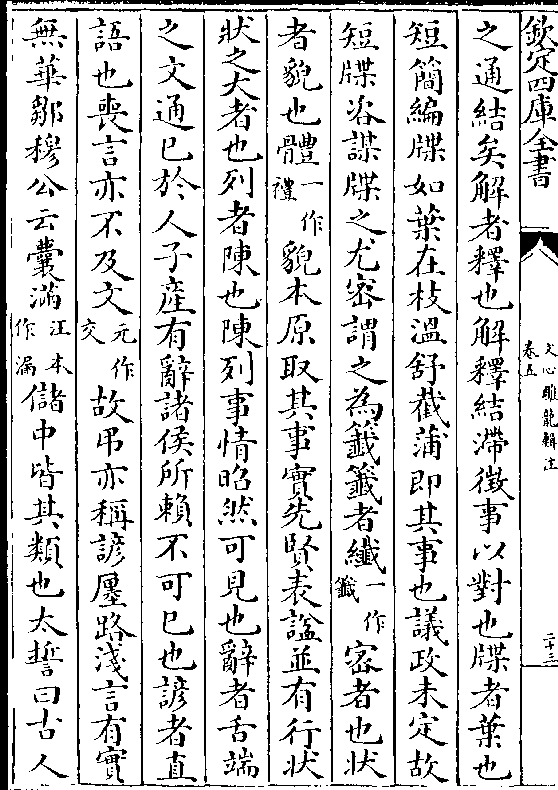 欽定四庫全書
文心雕龍輯注
卷五
二十三
之通結矣解者釋也解釋結滯徴事以對也牒者葉也
短簡編牒如葉在枝溫舒截蒲即其事也議政未定故
短牒咨謀牒之尤宻謂之為籤籤者纎一作籤宻者也狀
者貌也體一作禮貌本原取其事實先賢表諡並有行狀
狀之大者也列者陳也陳列事情昭然可見也辭者舌端
之文通已於人子產有辭諸侯所賴不可已也諺者直
語也喪言亦不及文元作交故弔亦稱諺廛路淺言有實
無華鄒穆公云囊滿汪本作漏儲中皆其類也太誓曰古人